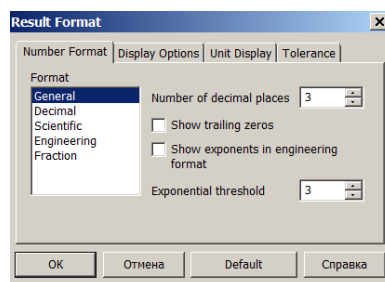 Result Format
Number Format Display Options Unit Display Tolerance
Format
General
Decimal
Scientific
Engineering
Fraction
Number of decimal places 3
Show trailing zeros
Show exponents in engineering
format
Exponential threshold 3
OK Отмена Default Справка